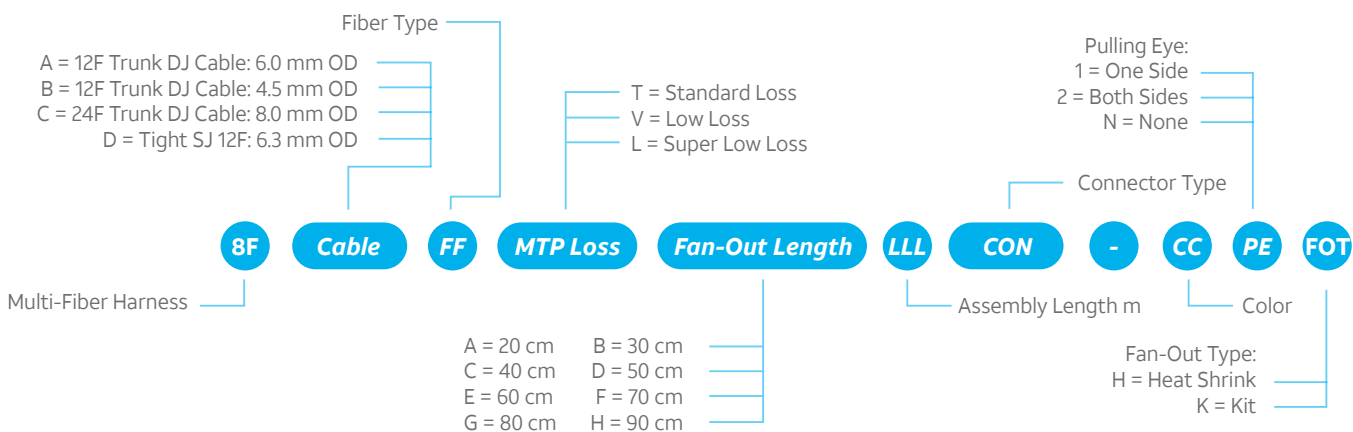 Fiber Type
A = 12F Trunk DJ Cable: 6.0 mm OD
B = 12F Trunk DJ Cable: 4.5 mm OD
C = 24F Trunk DJ Cable: 8.0 mm OD
D = Tight SJ 12F: 6.3 mm OD
T = Standard Loss
V = Low Loss
L = Super Low Loss
Pulling Eye:
1 = One Side
2 = Both Sides
N = None
Connector Type
8F Cable FF MTP Loss Fan-Out Length LLL CON - CC PE FOT
Multi-Fiber Harness
Assembly Length m
Color
A = 20 cm B = 30 cm
C = 40 cm D = 50 cm
E = 60 cm F = 70 cm
G = 80 cm H = 90 cm
Fan-Out Type:
H = Heat Shrink
K = Kit